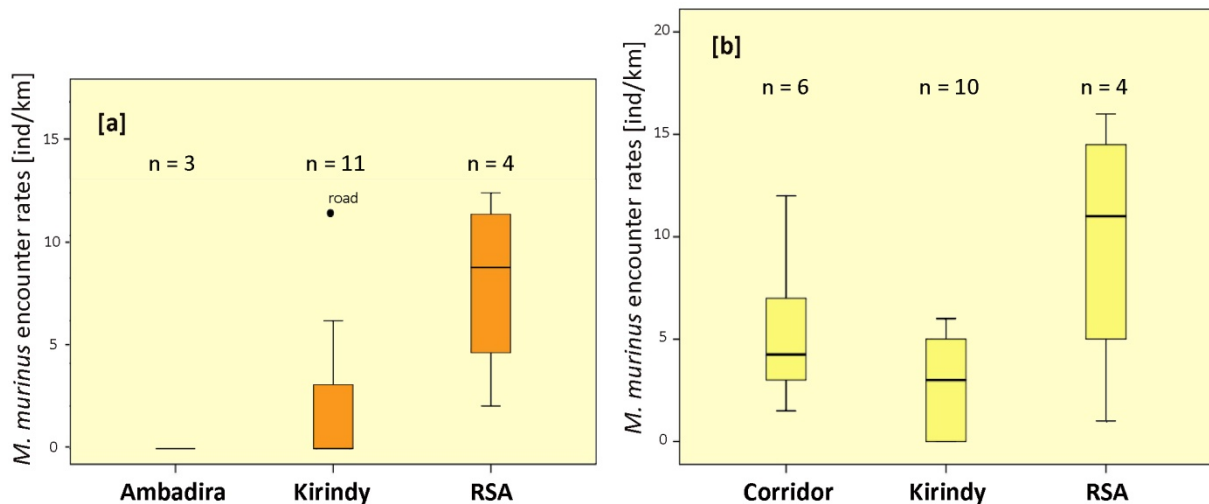 M. murinus encounter rates [ind/km]
[a]
15
10
5
0
n = 3
n = 11
n = 4
road
Ambadira
Kirindy
RSA
M. murinus encounter rates [ind/km]
[b]
20
15
10
5
0
n = 6
n = 10
n = 4
Corridor
Kirindy
RSA